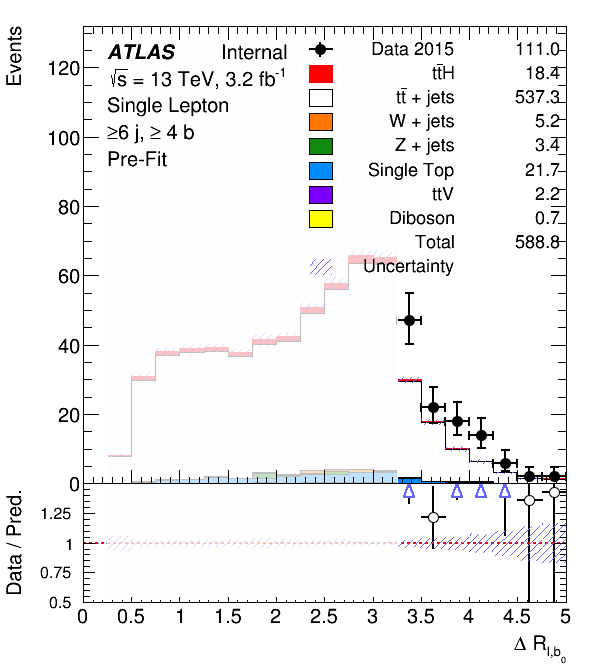 Events
ATLAS Internal
√s = 13 TeV, 3.2 fb⁻¹
Single Lepton
≥6 j, ≥ 4 b
Pre-Fit
Data 2015 111.0
tt̄H 18.4
tt̄ + jets 537.3
W + jets 5.2
Z + jets 3.4
Single Top 21.7
ttV 2.2
Diboson 0.7
Total 588.8
Uncertainty
120
100
80
60
40
20
0
Data / Pred.
1.25
1
0.75
0.5
0 0.5 1 1.5 2 2.5 3 3.5 4 4.5 5
Δ R l,b₀